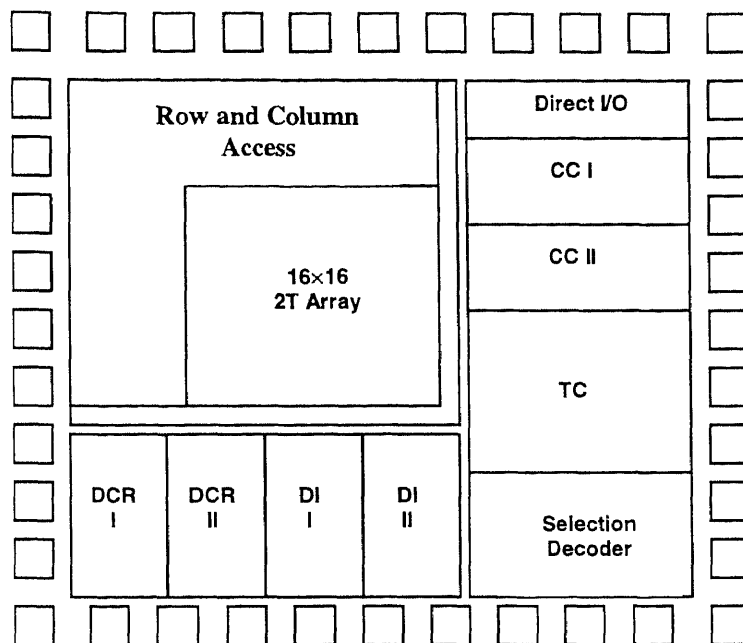 Row and Column
Access
16×16
2T Array
DCR
I
DCR
II
DI
I
DI
II
Direct I/O
CC I
CC II
TC
Selection
Decoder